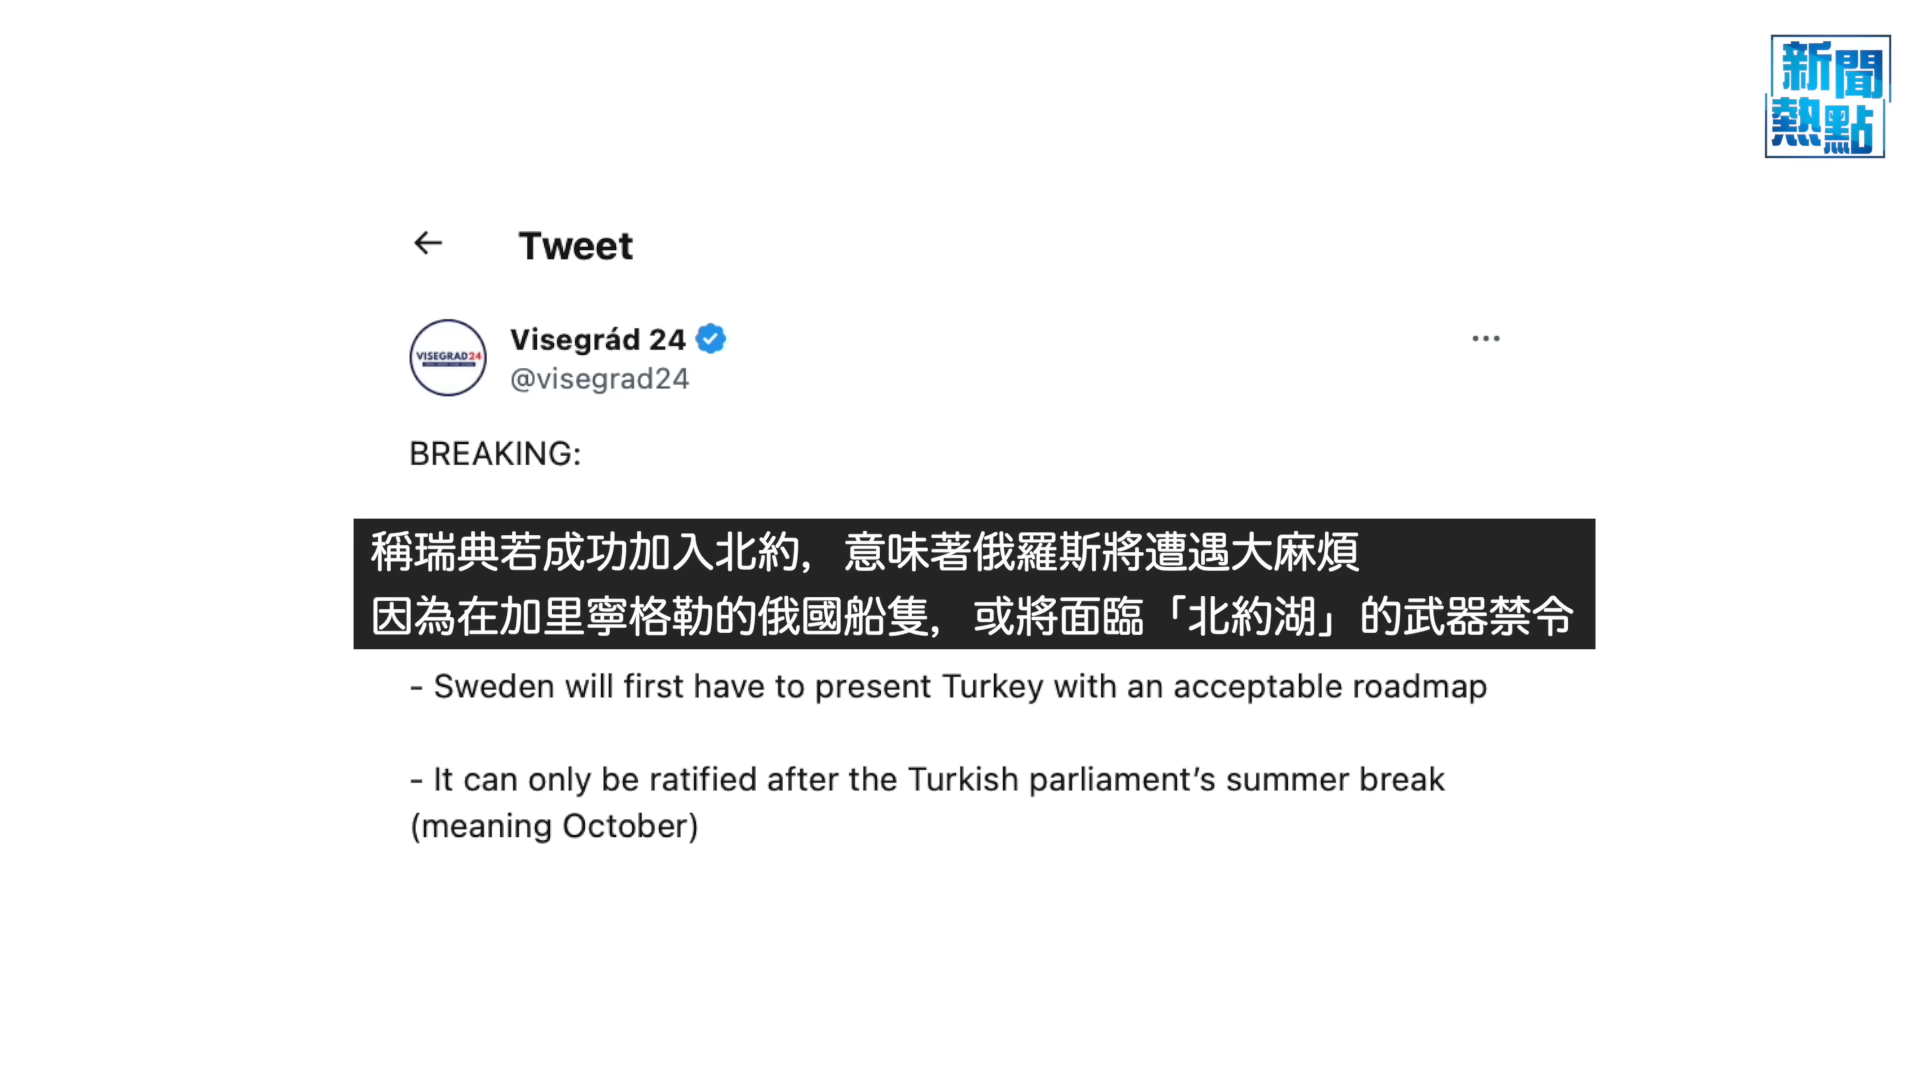 新聞
熱點
Tweet
VISEGRAD24
Visegrád 24
@visegrad24
BREAKING:
稱瑞典若成功加入北約，意味著俄羅斯將遭遇大麻煩
因為在加里寧格勒的俄國船隻，或將面臨「北約湖」的武器禁令
- Sweden will first have to present Turkey with an acceptable roadmap
- It can only be ratified after the Turkish parliament’s summer break
(meaning October)